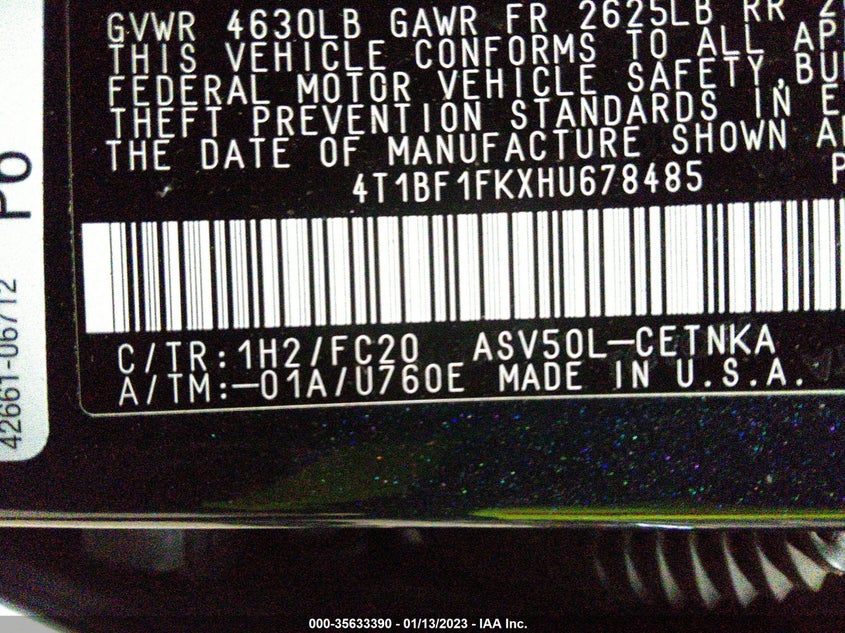 GVWR 4630LB GAWR FR 2625LB RR
THIS VEHICLE CONFORMS TO ALL AP
FEDERAL MOTOR VEHICLE SAFETY, BU
THEFT PREVENTION STANDARDS IN E
THE DATE OF MANUFACTURE SHOWN A
4T1BF1FKXHU678485 P
C/TR:1H2/FC20 ASV50L-CETNKA
A/TM:-01A/U760E MADE IN U.S.A.
PO
42661-06712
000-35633390 - 01/13/2023 - IAA Inc.